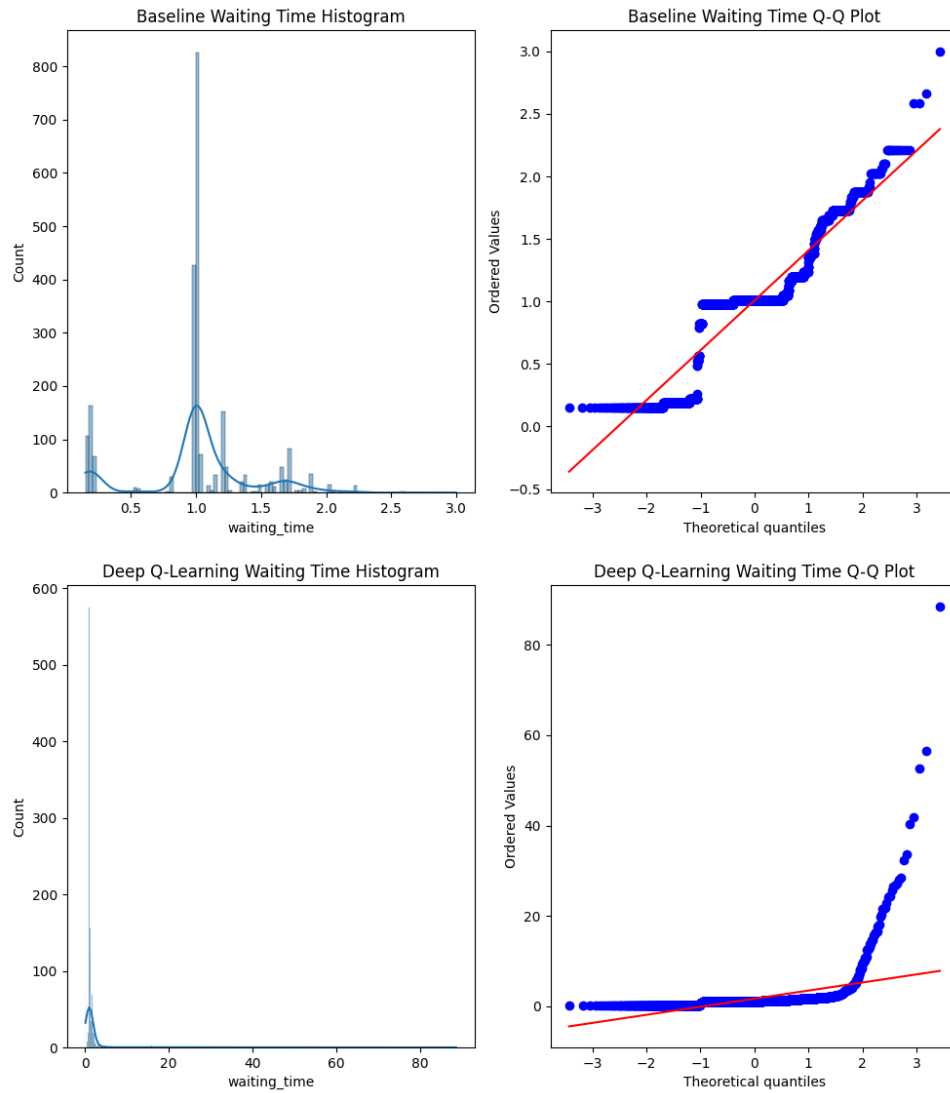 Baseline Waiting Time Histogram
Count
800
700
600
500
400
300
200
100
0
0.5 1.0 1.5 2.0 2.5 3.0
waiting_time
Baseline Waiting Time Q-Q Plot
Ordered Values
3.0
2.5
2.0
1.5
1.0
0.5
0.0
−0.5
−3 −2 −1 0 1 2 3
Theoretical quantiles
Deep Q-Learning Waiting Time Histogram
Count
600
500
400
300
200
100
0
0 20 40 60 80
waiting_time
Deep Q-Learning Waiting Time Q-Q Plot
Ordered Values
80
60
40
20
0
−3 −2 −1 0 1 2 3
Theoretical quantiles